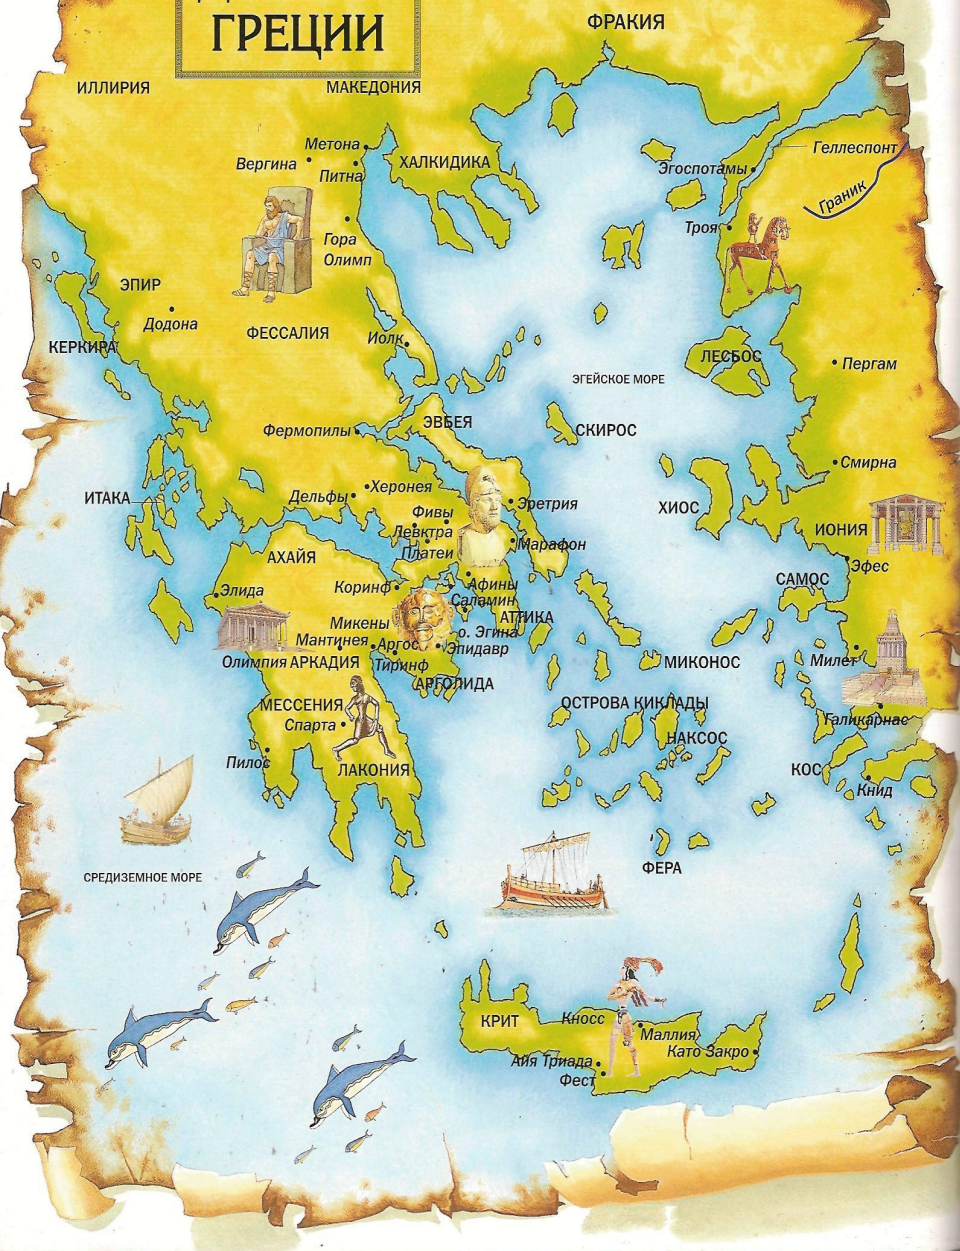 ГРЕЦИИ
ФРАКИЯ
ИЛЛИРИЯ
МАКЕДОНИЯ
Метона
Вергина
Питна
ХАЛКИДИКА
Геллеспонт
Эгоспотамы
Граник
Троя
Гора
Олимп
ЭПИР
Додона
ФЕССАЛИЯ
Иолк
КЕРКИРА
ЛЕСБОС
Пергам
ЭГЕЙСКОЕ МОРЕ
ЭВБЕЯ
СКИРОС
Фермопилы
Смирна
Херонея
Дельфы
ИТАКА
Эретрия
ХИОС
Фивы
Левктра
Платеи
Марафон
ИОНИЯ
АХАЙЯ
Эфес
САМОС
Элида
Коринф
Афины
Саламин
АТТИКА
Микены
о. Эгина
Мантинея
Аргос
Эпидавр
Олимпия
АРКАДИЯ
Тиринф
МИКОНОС
Милет
АРГОЛИДА
МЕССЕНИЯ
ОСТРОВА КИКЛАДЫ
Спарта
Галикарнас
НАКСОС
Пилос
ЛАКОНИЯ
КОС
Книд
ФЕРА
СРЕДИЗЕМНОЕ МОРЕ
КРИТ
Кносс
Маллия
Като Закро
Айя Триада
Фест